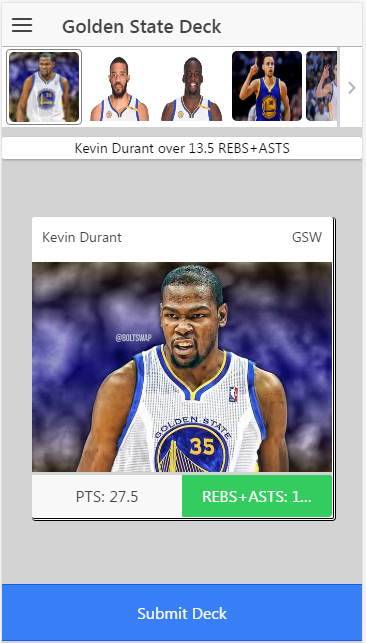 Golden State Deck
Kevin Durant over 13.5 REBS+ASTS
Kevin Durant GSW
@BOLTSWAP
GOLDEN STATE
35
PTS: 27.5 REBS+ASTS: 1...
Submit Deck